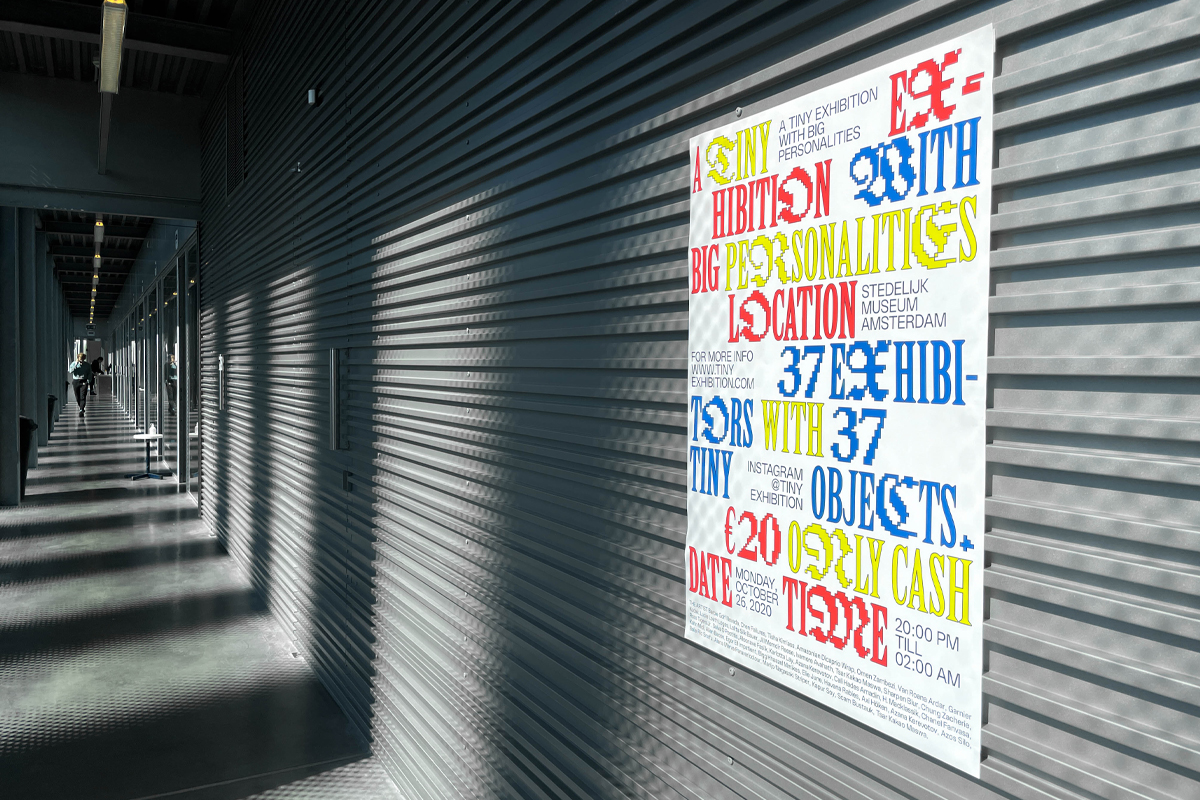 A TINY
A TINY EXHIBITION
WITH BIG
PERSONALITIES
EX-
HIBITION WITH
BIG PERSONALITIES
LOCATION
STEDELIJK
MUSEUM
AMSTERDAM
FOR MORE INFO
WWW.TINY
EXHIBITION.COM
37 EXHIBI-
TORS WITH 37
TINY
INSTAGRAM
@TINY
EXHIBITION
OBJECTS.
€20 ONLY CASH
DATE
MONDAY,
OCTOBER
26, 2020
TIME
20:00 PM
TILL
02:00 AM